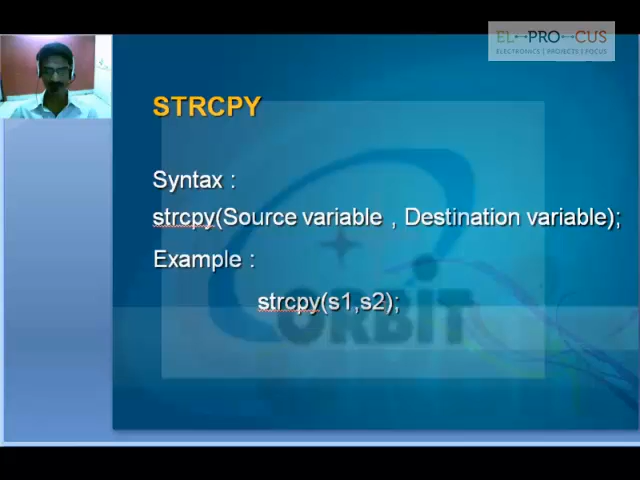 EL PRO CUS
ELECTRONICS | PROJECTS | FOCUS
STRCPY
Syntax :
strcpy(Source variable , Destination variable);
Example :
strcpy(s1,s2);
ORBIT